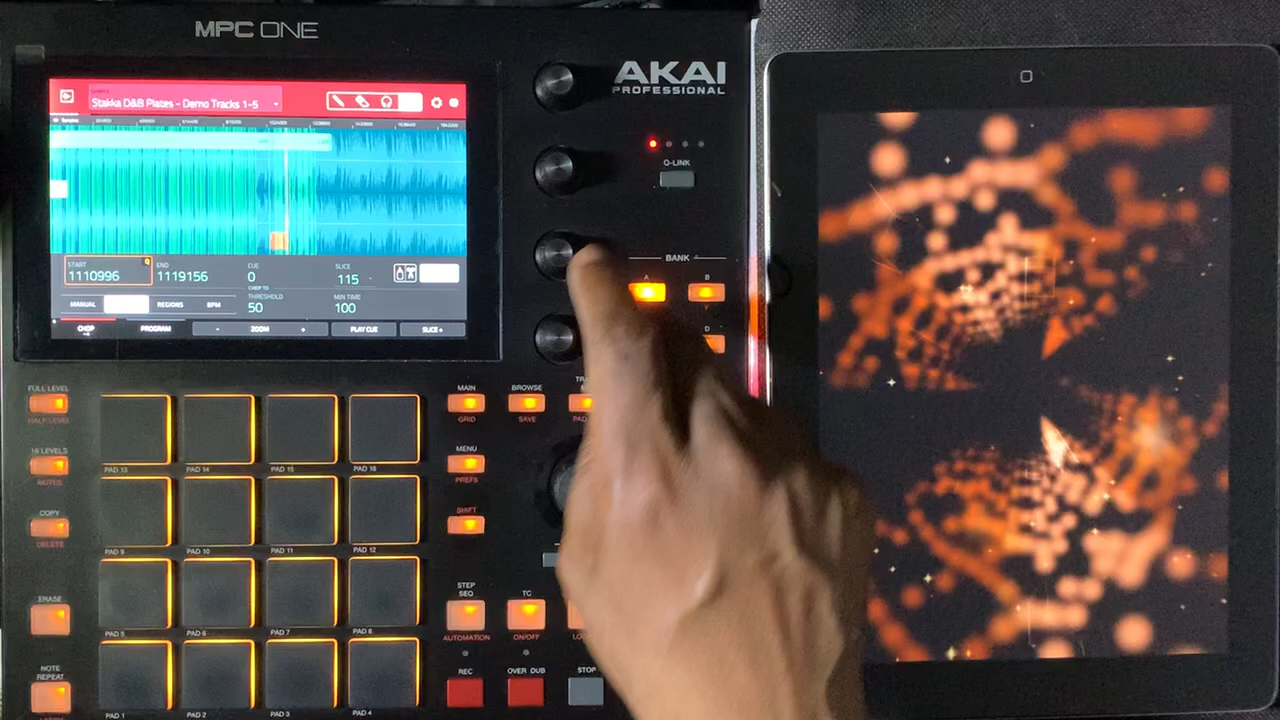 MPC ONE
AKAI
PROFESSIONAL
SAMPLE
Stakka D&B Plates - Demo Tracks 1-5
Q-LINK
BANK
A
B
D
START
1110996
Q
END
1119156
CUE
0
SLICE
115
CHOP TO
MANUAL
REGIONS
BPM
THRESHOLD
50
MIN TIME
100
CHOP
PROGRAM
-
ZOOM
+
PLAY CUE
SLICE+
FULL LEVEL
HALF LEVEL
16 LEVELS
MUTES
COPY
DELETE
ERASE
NOTE
REPEAT
PAD 13
PAD 14
PAD 15
PAD 16
PAD 9
PAD 10
PAD 11
PAD 12
PAD 5
PAD 6
PAD 7
PAD 8
PAD 1
PAD 2
PAD 3
PAD 4
MAIN
GRID
BROWSE
SAVE
MENU
PREFS
SHIFT
STEP
SEQ
AUTOMATION
TC
ON/OFF
REC
OVER DUB
STOP